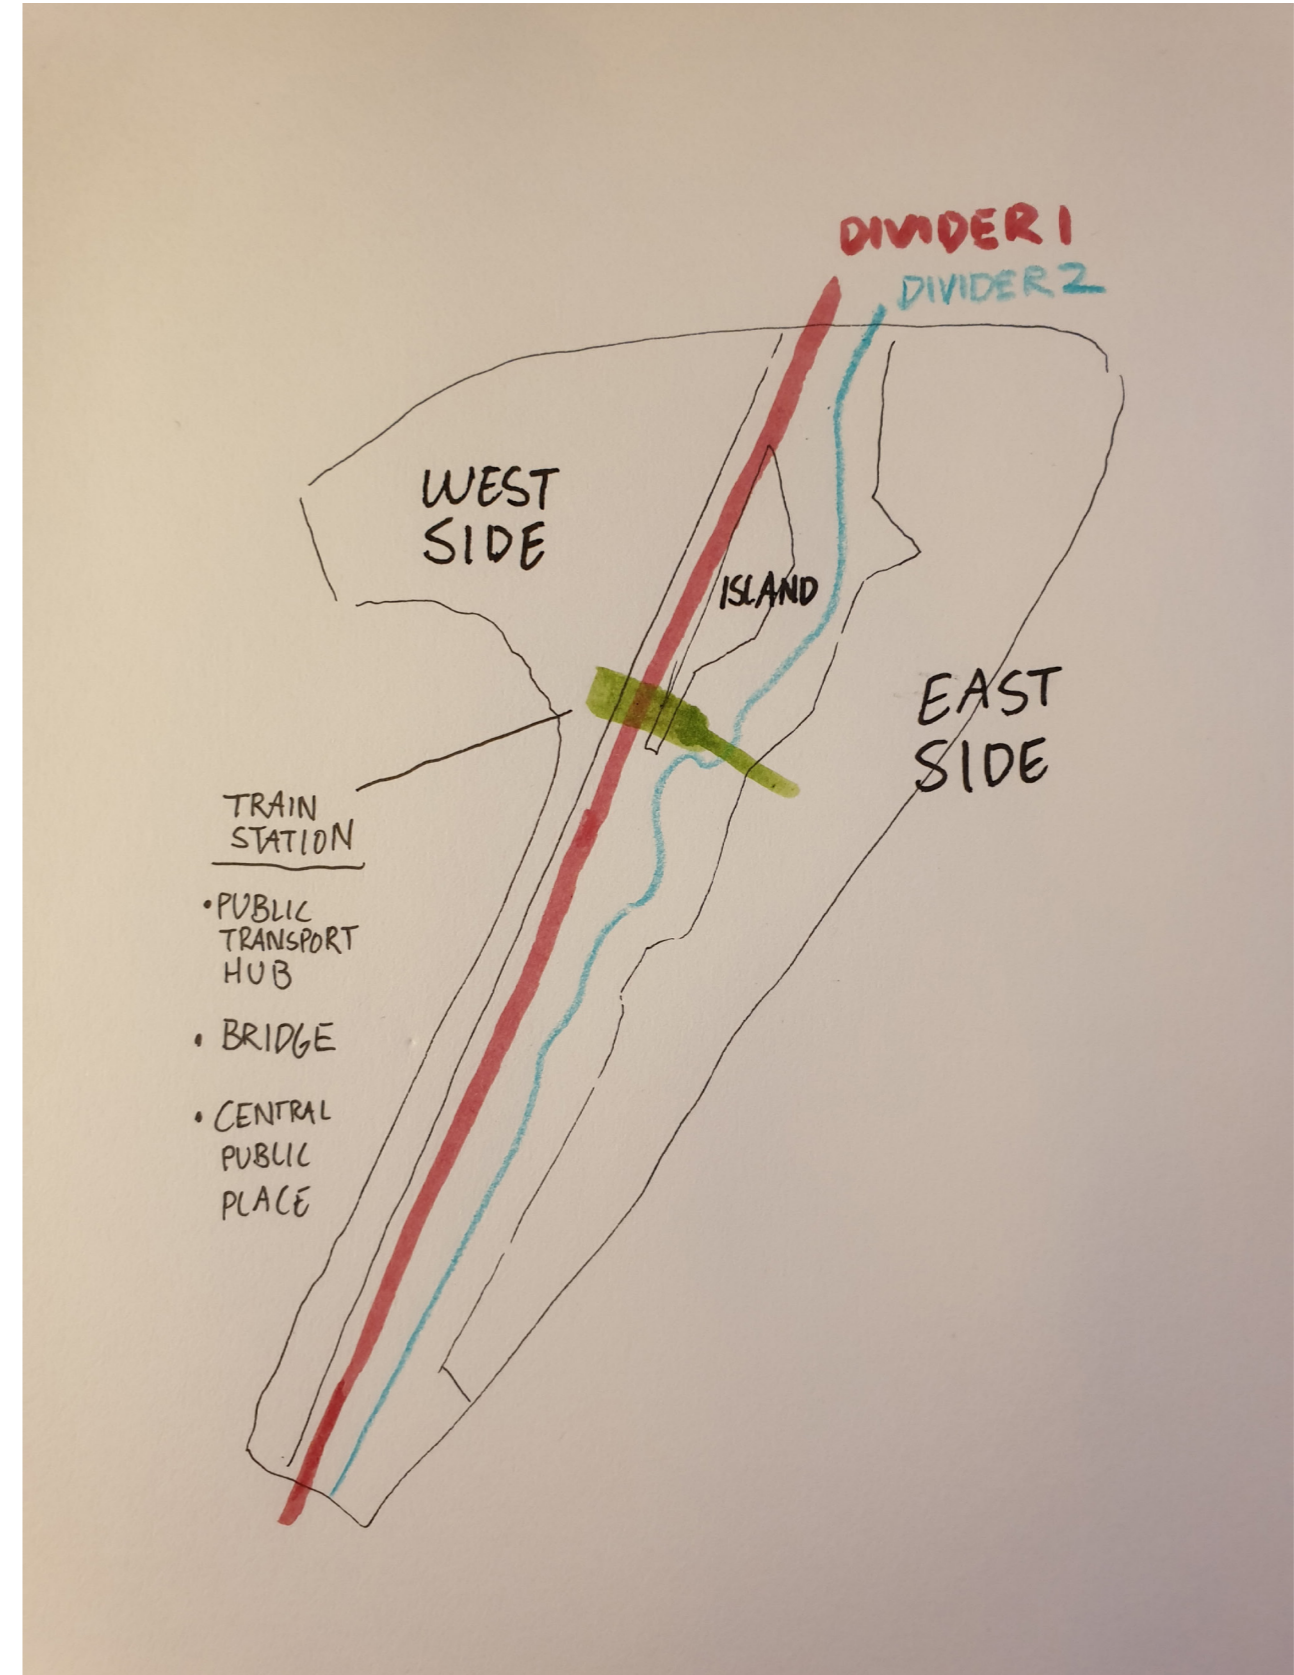 DIVIDER 1
DIVIDER 2
WEST
SIDE
ISLAND
EAST
SIDE
TRAIN
STATION
• PUBLIC
TRANSPORT
HUB
• BRIDGE
• CENTRAL
PUBLIC
PLACE